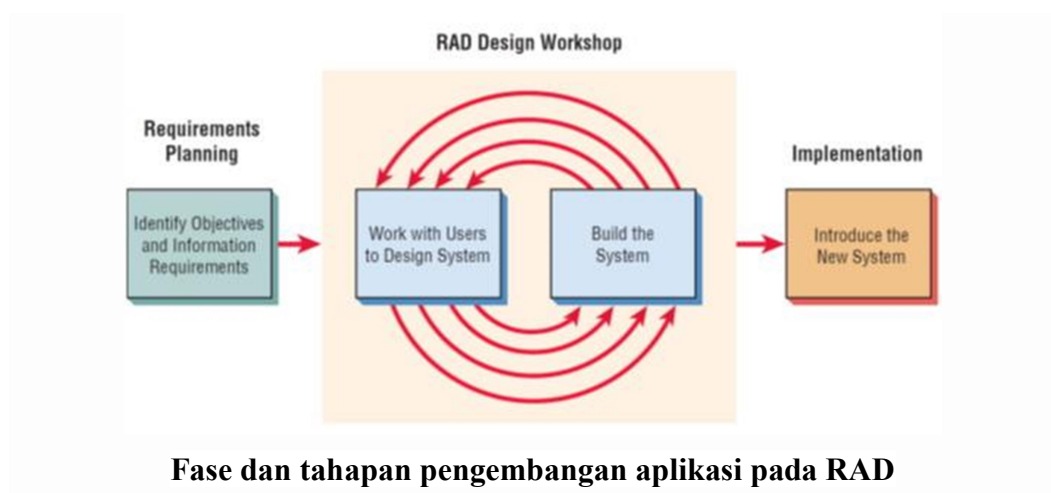 RAD Design Workshop
Requirements
Planning
Implementation
Identify Objectives
and Information
Requirements
Work with Users
to Design System
Build the
System
Introduce the
New System
Fase dan tahapan pengembangan aplikasi pada RAD